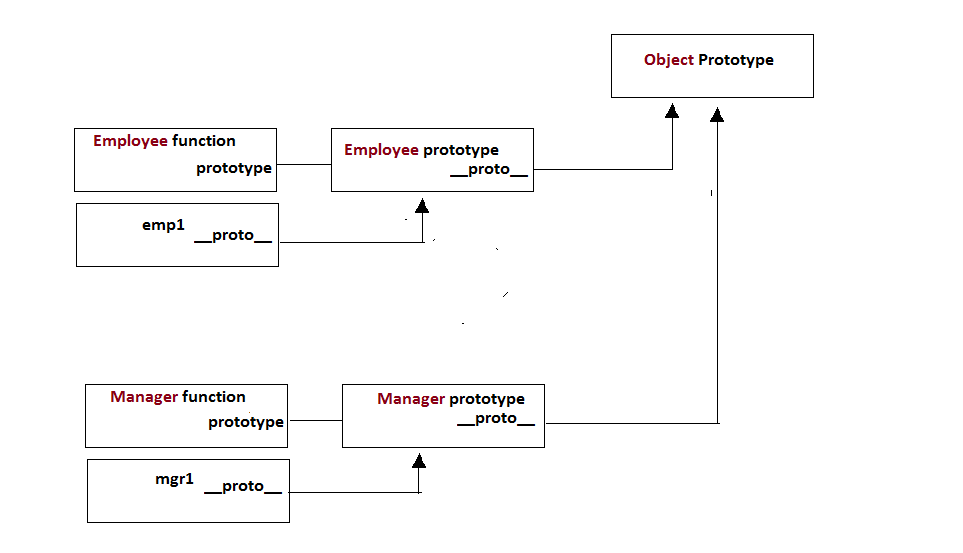 Object Prototype
Employee function
prototype
Employee prototype
__proto__
emp1
__proto__
Manager function
prototype
Manager prototype
__proto__
mgr1
__proto__